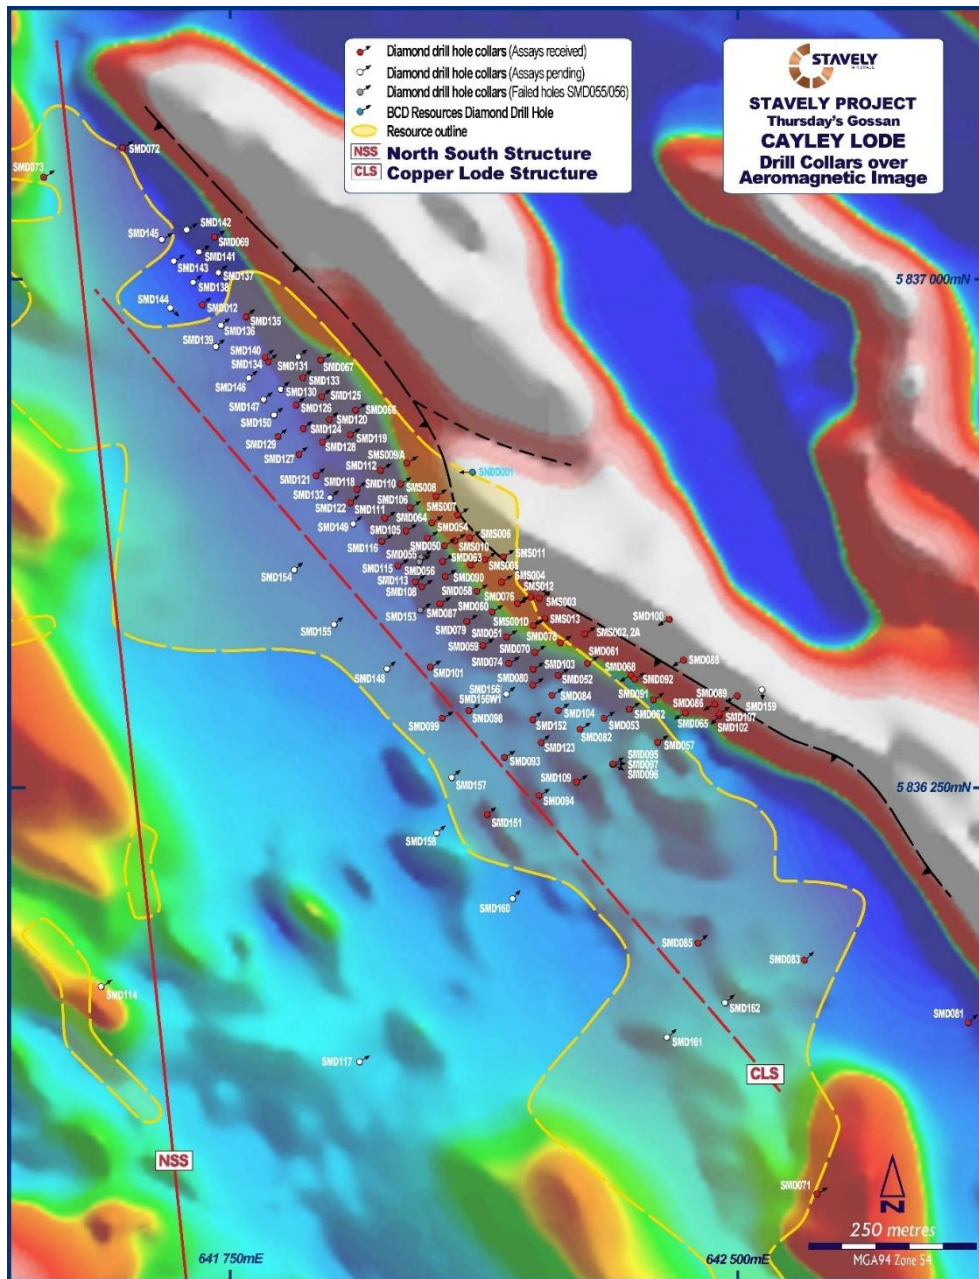 Diamond drill hole collars (Assays received)
Diamond drill hole collars (Assays pending)
Diamond drill hole collars (Failed holes SMD055/056)
BCD Resources Diamond Drill Hole
Resource outline
NSS North South Structure
CLS Copper Lode Structure
STAVELY
MINERALS
STAVELY PROJECT
Thursday's Gossan
CAYLEY LODE
Drill Collars over
Aeromagnetic Image
SMD072
SMD073
SMD142
SMD145
SMD069
SMD141
SMD143
SMD137
SMD138
5 837 000mN
SMD144
SMD012
SMD135
SMD136
SMD139
SMD140
SMD131
SMD134
SMD067
SMD133
SMD146
SMD130
SMD125
SMD147
SMD126
SMD066
SMD150
SMD120
SMD124
SMD119
SMD129
SMD128
SMD127
SMS009/A
SMD112
SNDD001
SMD121
SMD118
SMD110
SMS008
SMD132
SMD106
SMD122
SMD111
SMS007
SMD064
SMD149
SMD054
SMD105
SMS006
SMD116
SMD050
SMS010
SMD055
SMS011
SMD063
SMD115
SMD056
SMD154
SMD090
SMS004
SMD113
SMD058
SMS012
SMD108
SMD076
SMS003
SMD087
SMD153
SMD060
SMS013
SMD100
SMD155
SMD079
SMD051
SMD078
SMS002, 2A
SMD059
SMD070
SMD061
SMD148
SMD101
SMD074
SMD103
SMD068
SMD088
SMD080
SMD052
SMD092
SMD156
SMD156W1
SMD084
SMD091
SMD089
SMD159
SMD086
SMD099
SMD098
SMD104
SMD062
SMD107
SMD152
SMD053
SMD065
SMD102
SMD082
SMD123
SMD057
SMD093
SMD095
SMD097
SMD096
SMD157
SMD109
5 836 250mN
SMD094
SMD151
SMD158
SMD160
SMD085
SMD083
SMD114
SMD162
SMD081
SMD161
SMD117
CLS
NSS
SMD071
N
250 metres
641 750mE
642 500mE
MGA94 Zone 54